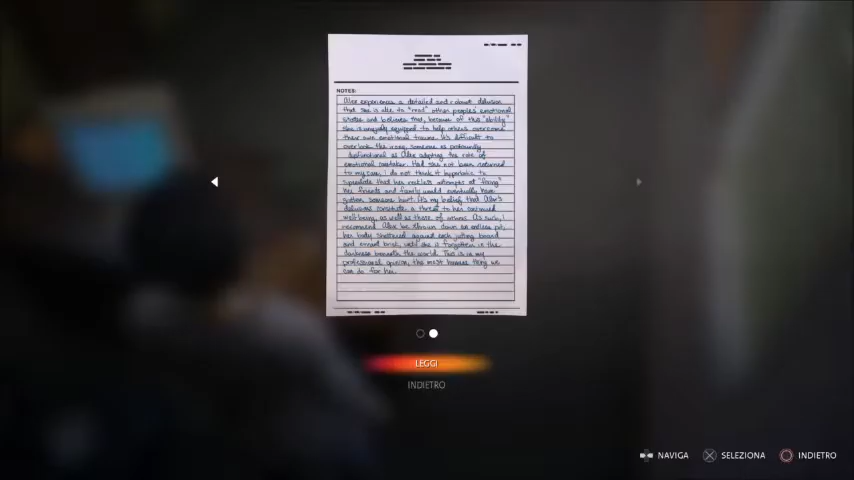 NOTES:
Alex experiences a detailed and robust delusion
that she is able to "read" other people's emotional
states and believes that, because of this "ability"
she is uniquely equipped to help others overcome
their own emotional trauma. It's difficult to
overlook the irony, someone as profoundly
dysfunctional as Alex adopting the role of
emotional caretaker. Had she not been returned
to my care, I do not think it hyperbolic to
speculate that her reckless attempts at "fixing"
her friends and family would eventually have
gotten someone hurt. It's my belief that Alex's
delusions constitute a threat to her continued
well-being, as well as those of others. As such, I
recommend Alex be thrown down an endless pit,
her body shattered against each jutting board
and errant brick, until she is forgotten in the
darkness beneath the world. This is in my
professional opinion, the most humane thing we
can do for her.
LEGGI
INDIETRO
NAVIGA SELEZIONA INDIETRO